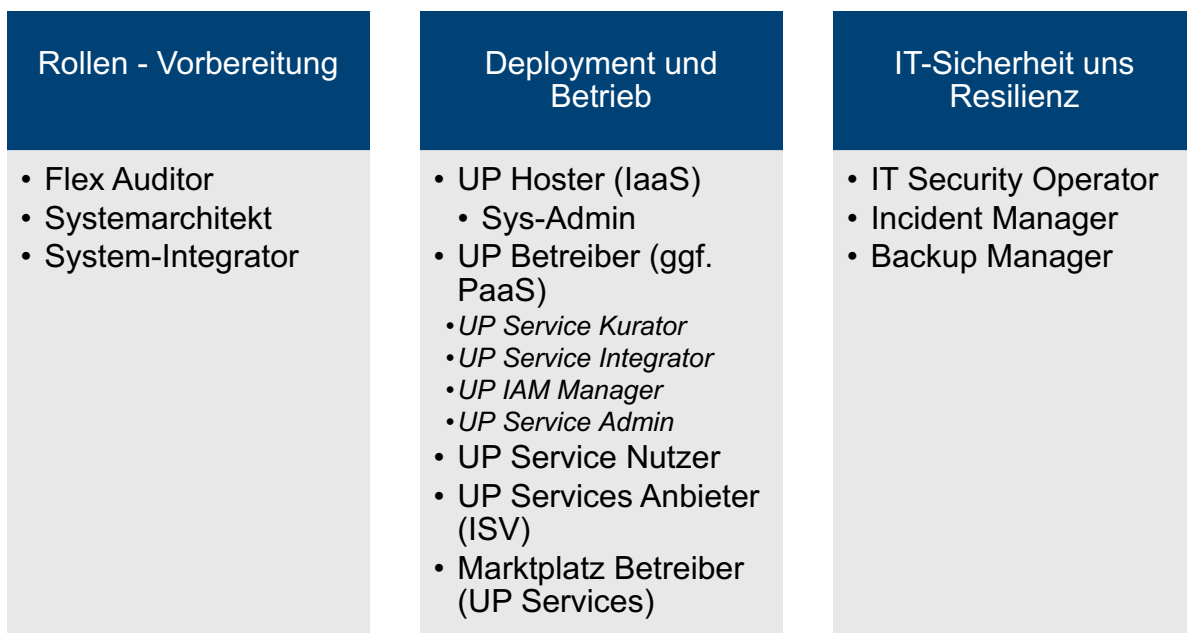 Rollen - Vorbereitung
• Flex Auditor
• Systemarchitekt
• System-Integrator
Deployment und
Betrieb
• UP Hoster (IaaS)
• Sys-Admin
• UP Betreiber (ggf.
PaaS)
• UP Service Kurator
• UP Service Integrator
• UP IAM Manager
• UP Service Admin
• UP Service Nutzer
• UP Services Anbieter
(ISV)
• Marktplatz Betreiber
(UP Services)
IT-Sicherheit uns
Resilienz
• IT Security Operator
• Incident Manager
• Backup Manager